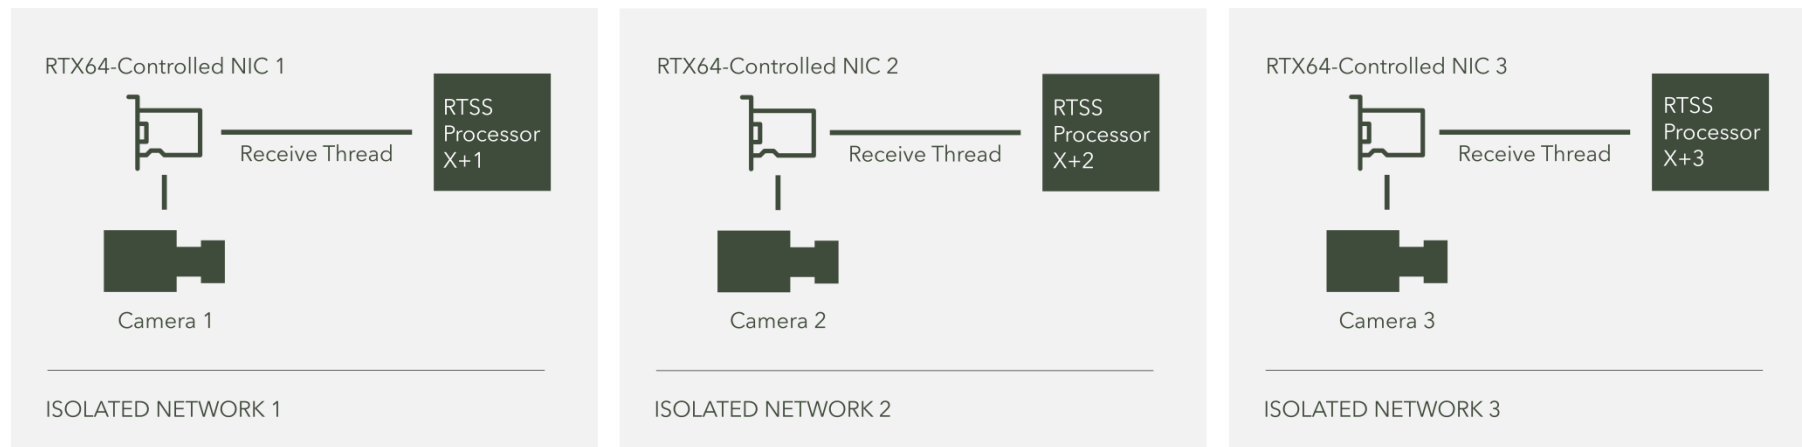 RTX64-Controlled NIC 1
RTSS
Processor
X+1
Receive Thread
Camera 1
ISOLATED NETWORK 1
RTX64-Controlled NIC 2
RTSS
Processor
X+2
Receive Thread
Camera 2
ISOLATED NETWORK 2
RTX64-Controlled NIC 3
RTSS
Processor
X+3
Receive Thread
Camera 3
ISOLATED NETWORK 3